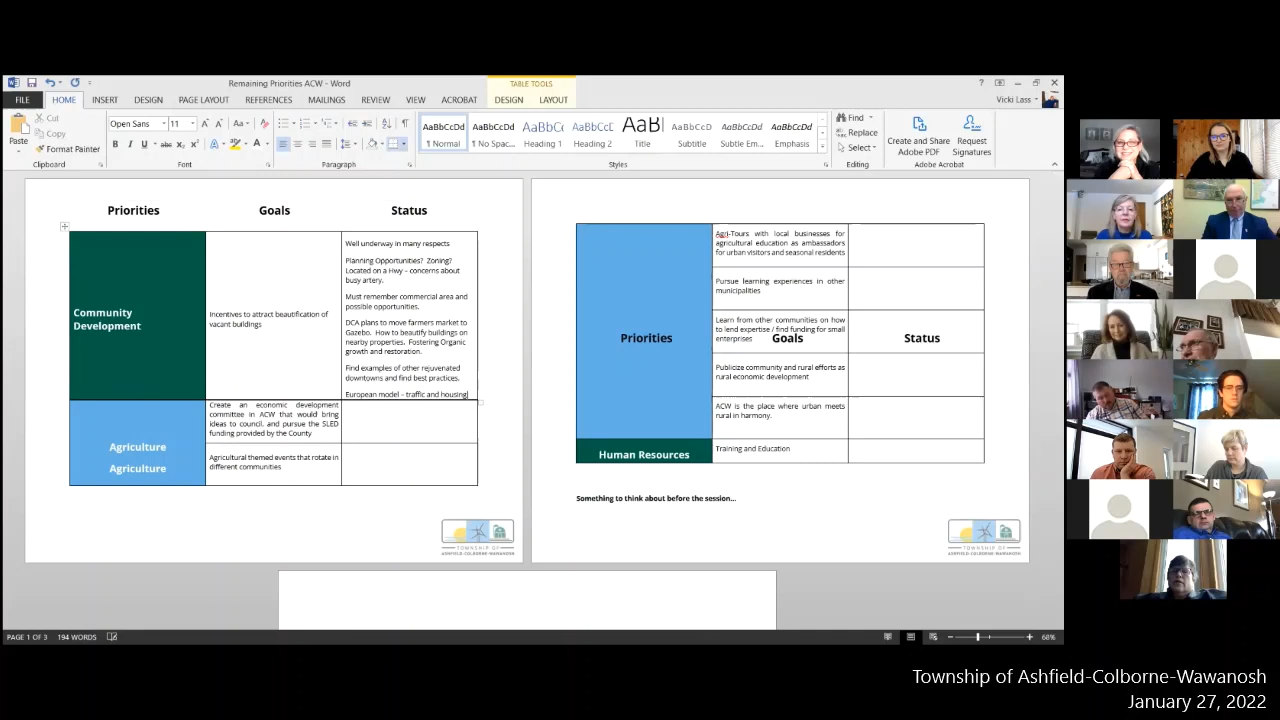 Remaining Priorities ACW - Word
TABLE TOOLS
FILE
HOME
INSERT
DESIGN
PAGE LAYOUT
REFERENCES
MAILINGS
REVIEW
VIEW
ACROBAT
DESIGN
LAYOUT
Vicki Lass
Paste
Cut
Copy
Format Painter
Clipboard
Open Sans
11
Font
Paragraph
AaBbCcDd
¶ Normal
AaBbCcDd
¶ No Spac...
AaBbCc
Heading 1
AaBbCcC
Heading 2
AaBl
Title
AaBbCcD
Subtitle
AaBbCcDd
Subtle Em...
AaBbCcDd
Emphasis
Styles
Find
Replace
Select
Editing
Create and Share
Adobe PDF
Request
Signatures
Adobe Acrobat
Priorities
Goals
Status
Community
Development
Incentives to attract beautification of
vacant buildings
Well underway in many respects
Planning Opportunities? Zoning?
Located on a Hwy – concerns about
busy artery.
Must remember commercial area and
possible opportunities.
DCA plans to move farmers market to
Gazebo. How to beautify buildings on
nearby properties. Fostering Organic
growth and restoration.
Find examples of other rejuvenated
downtowns and find best practices.
European model – traffic and housing
Agriculture
Agriculture
Create an economic development
committee in ACW that would bring
ideas to council, and pursue the SLED
funding provided by the County
Agricultural themed events that rotate in
different communities
TOWNSHIP OF
ASHFIELD-COLBORNE-WAWANOSH
Priorities
Goals
Status
Agri-Tours with local businesses for
agricultural education as ambassadors
for urban visitors and seasonal residents
Pursue learning experiences in other
municipalities
Learn from other communities on how
to lend expertise / find funding for small
enterprises
Publicize community and rural efforts as
rural economic development
ACW is the place where urban meets
rural in harmony.
Human Resources
Training and Education
Something to think about before the session...
TOWNSHIP OF
ASHFIELD-COLBORNE-WAWANOSH
PAGE 1 OF 3
194 WORDS
68%
Township of Ashfield-Colborne-Wawanosh
January 27, 2022